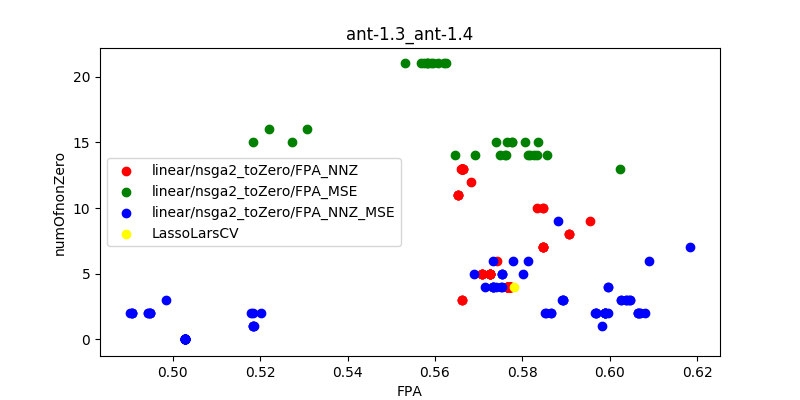 ant-1.3_ant-1.4
numOfnonZero
20
15
10
5
0
linear/nsga2_toZero/FPA_NNZ
linear/nsga2_toZero/FPA_MSE
linear/nsga2_toZero/FPA_NNZ_MSE
LassoLarsCV
0.50 0.52 0.54 0.56 0.58 0.60 0.62
FPA